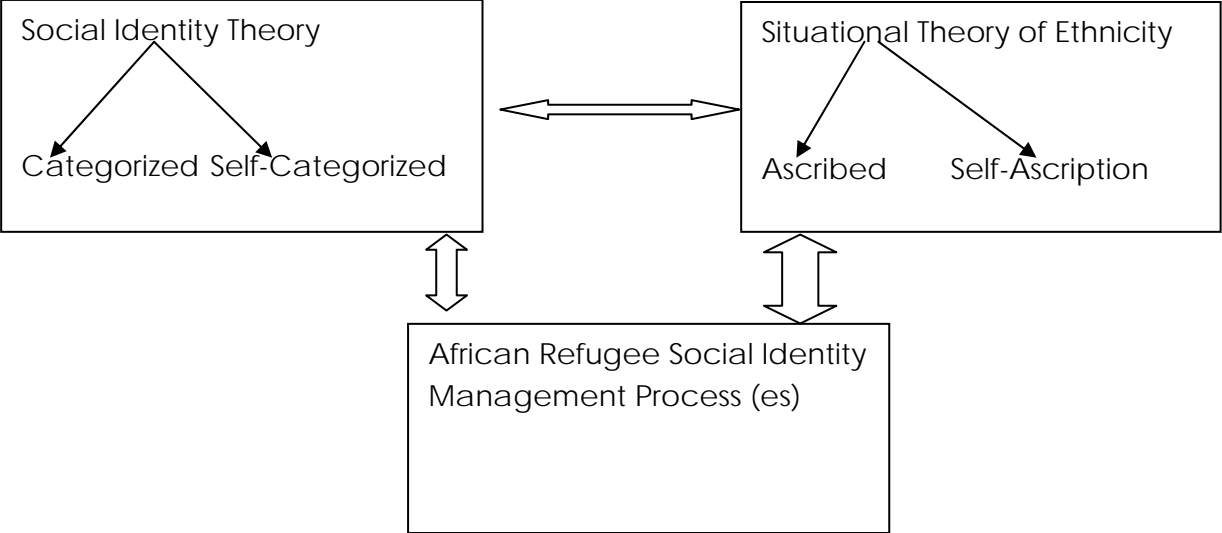 Social Identity Theory
Categorized Self-Categorized
Situational Theory of Ethnicity
Ascribed Self-Ascription
African Refugee Social Identity
Management Process (es)